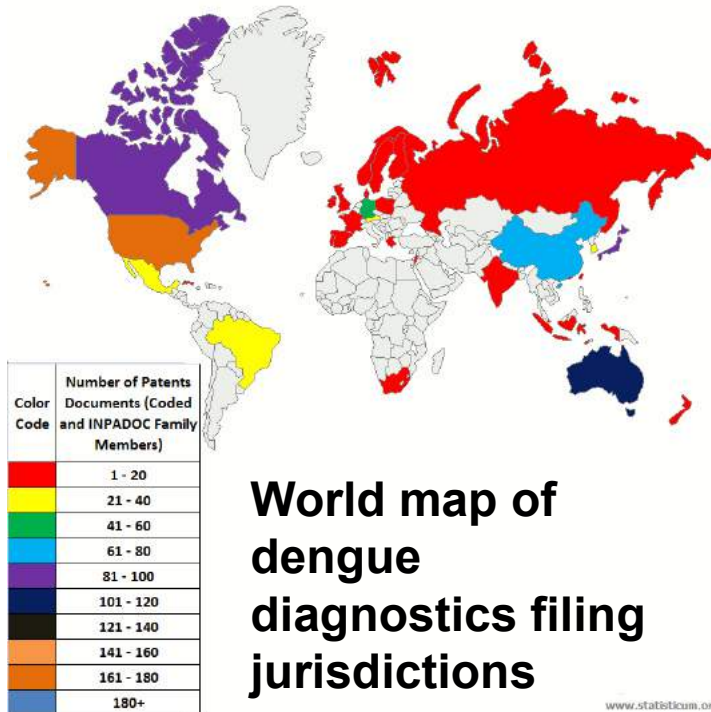 Color Code
Number of Patents Documents (Coded and INPADOC Family Members)
1 - 20
21 - 40
41 - 60
61 - 80
81 - 100
101 - 120
121 - 140
141 - 160
161 - 180
180+
World map of
dengue
diagnostics filing
jurisdictions